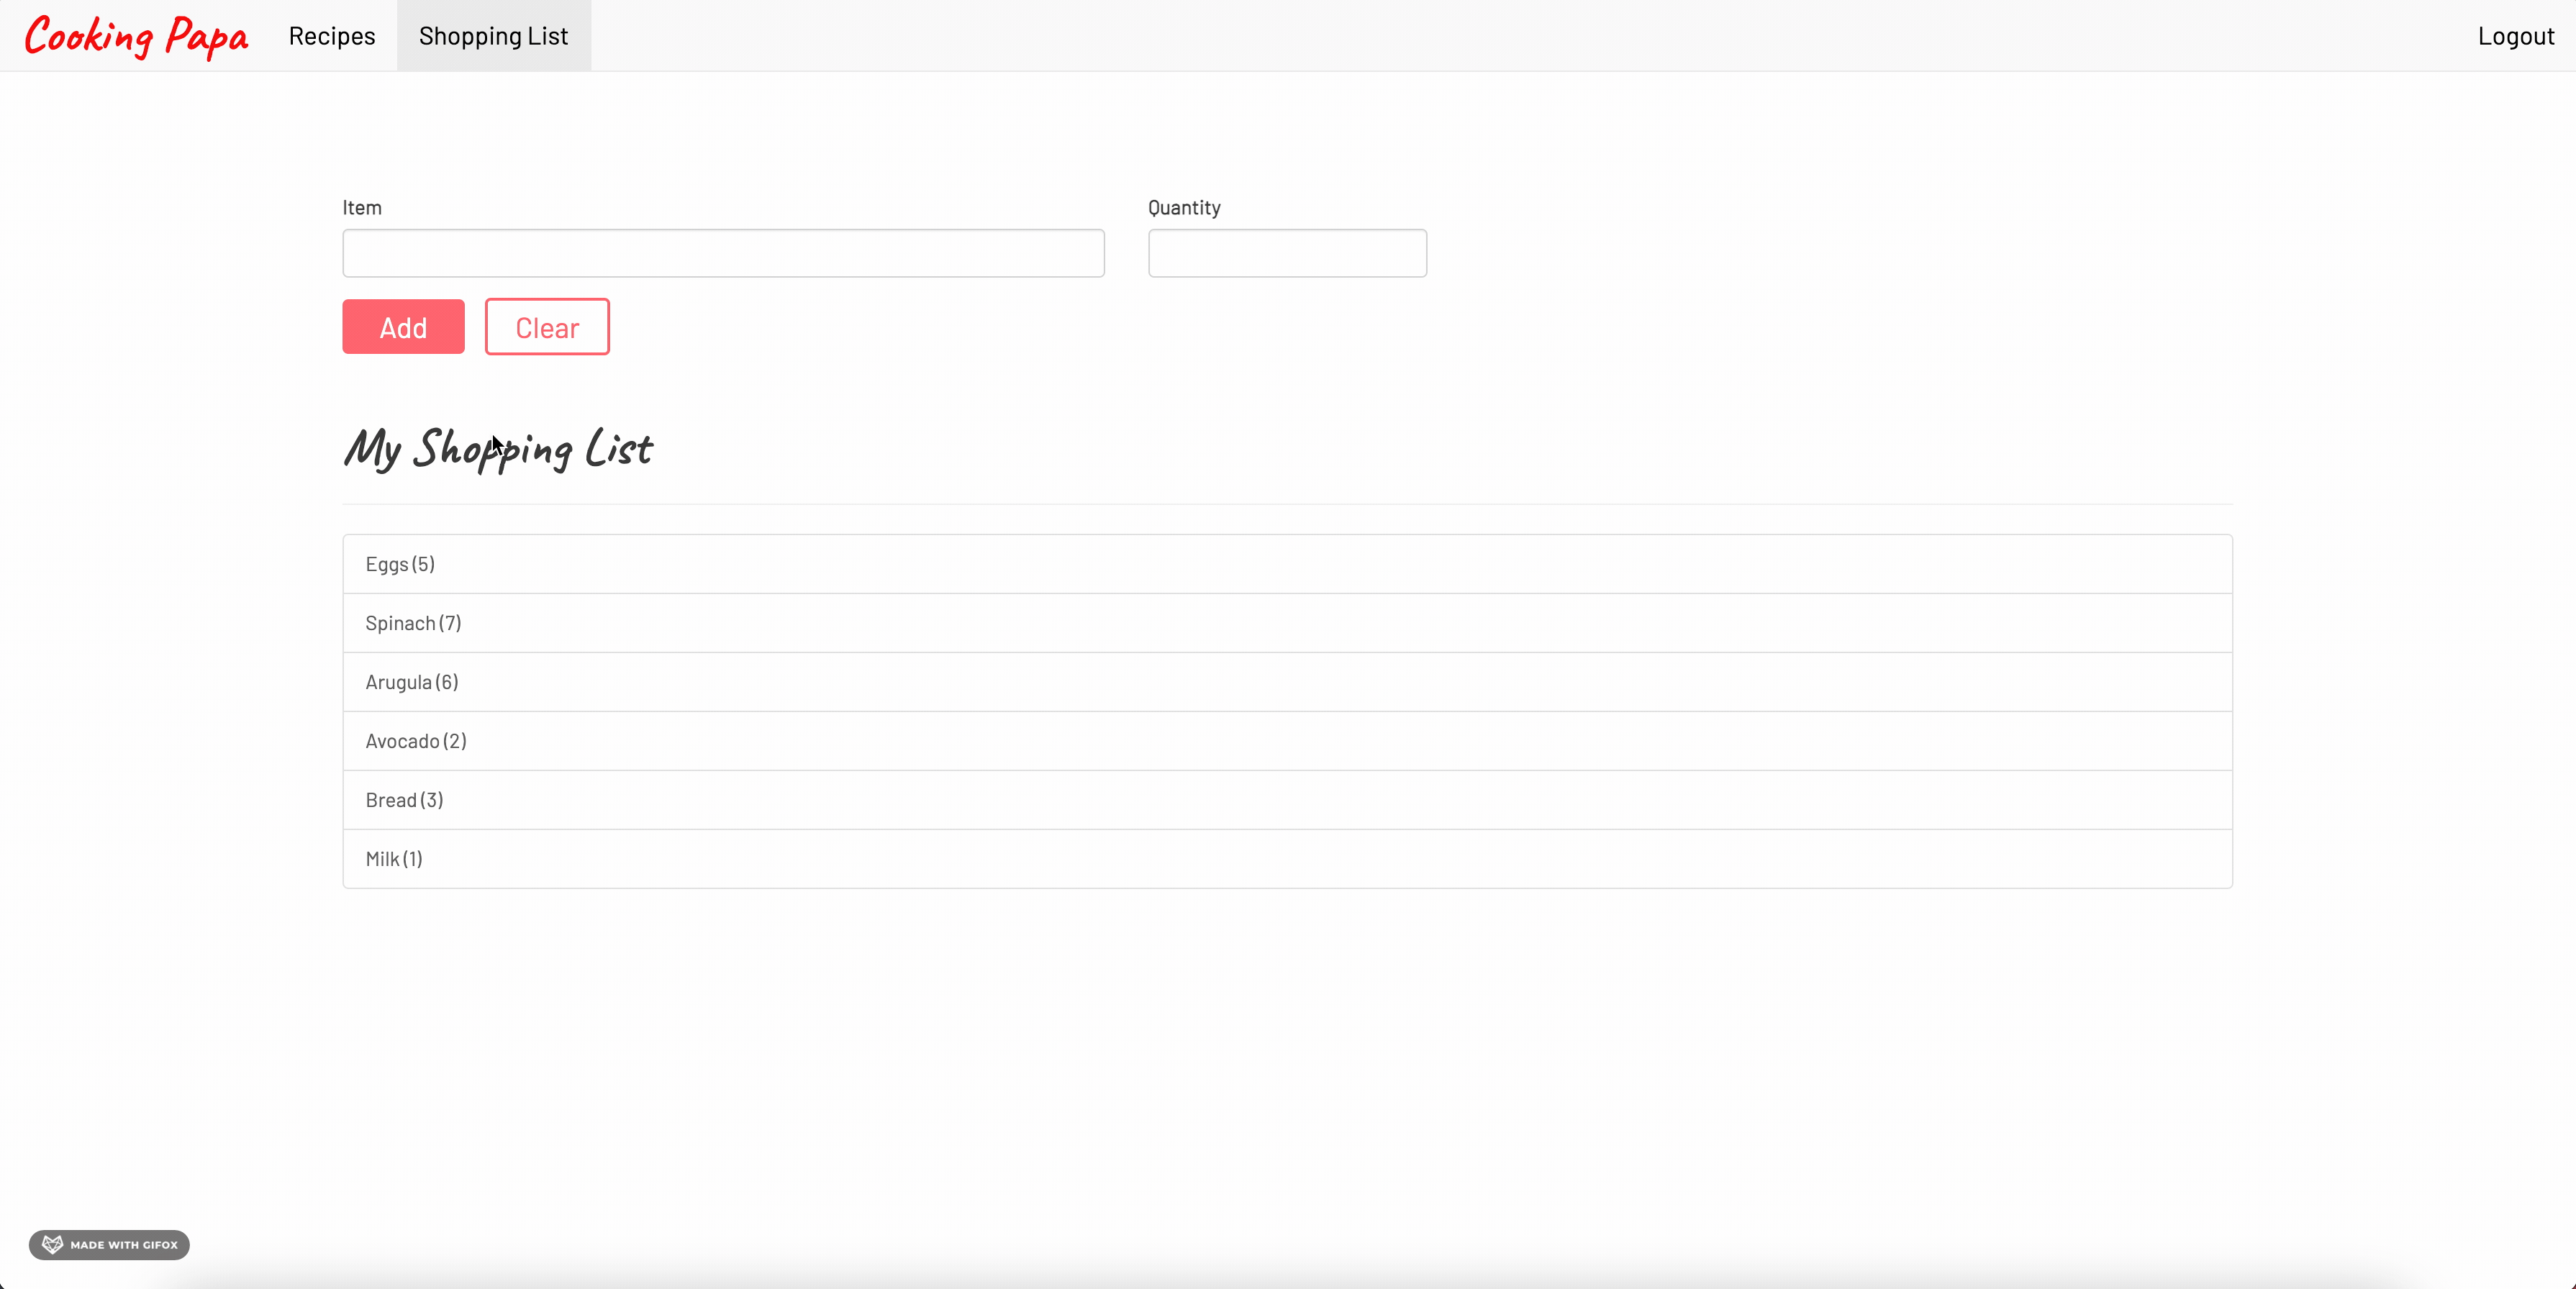 Cooking Papa Recipes Shopping List Logout
Item Quantity
Add Clear
My Shopping List
Eggs (5)
Spinach (7)
Arugula (6)
Avocado (2)
Bread (3)
Milk (1)
MADE WITH GIFOX